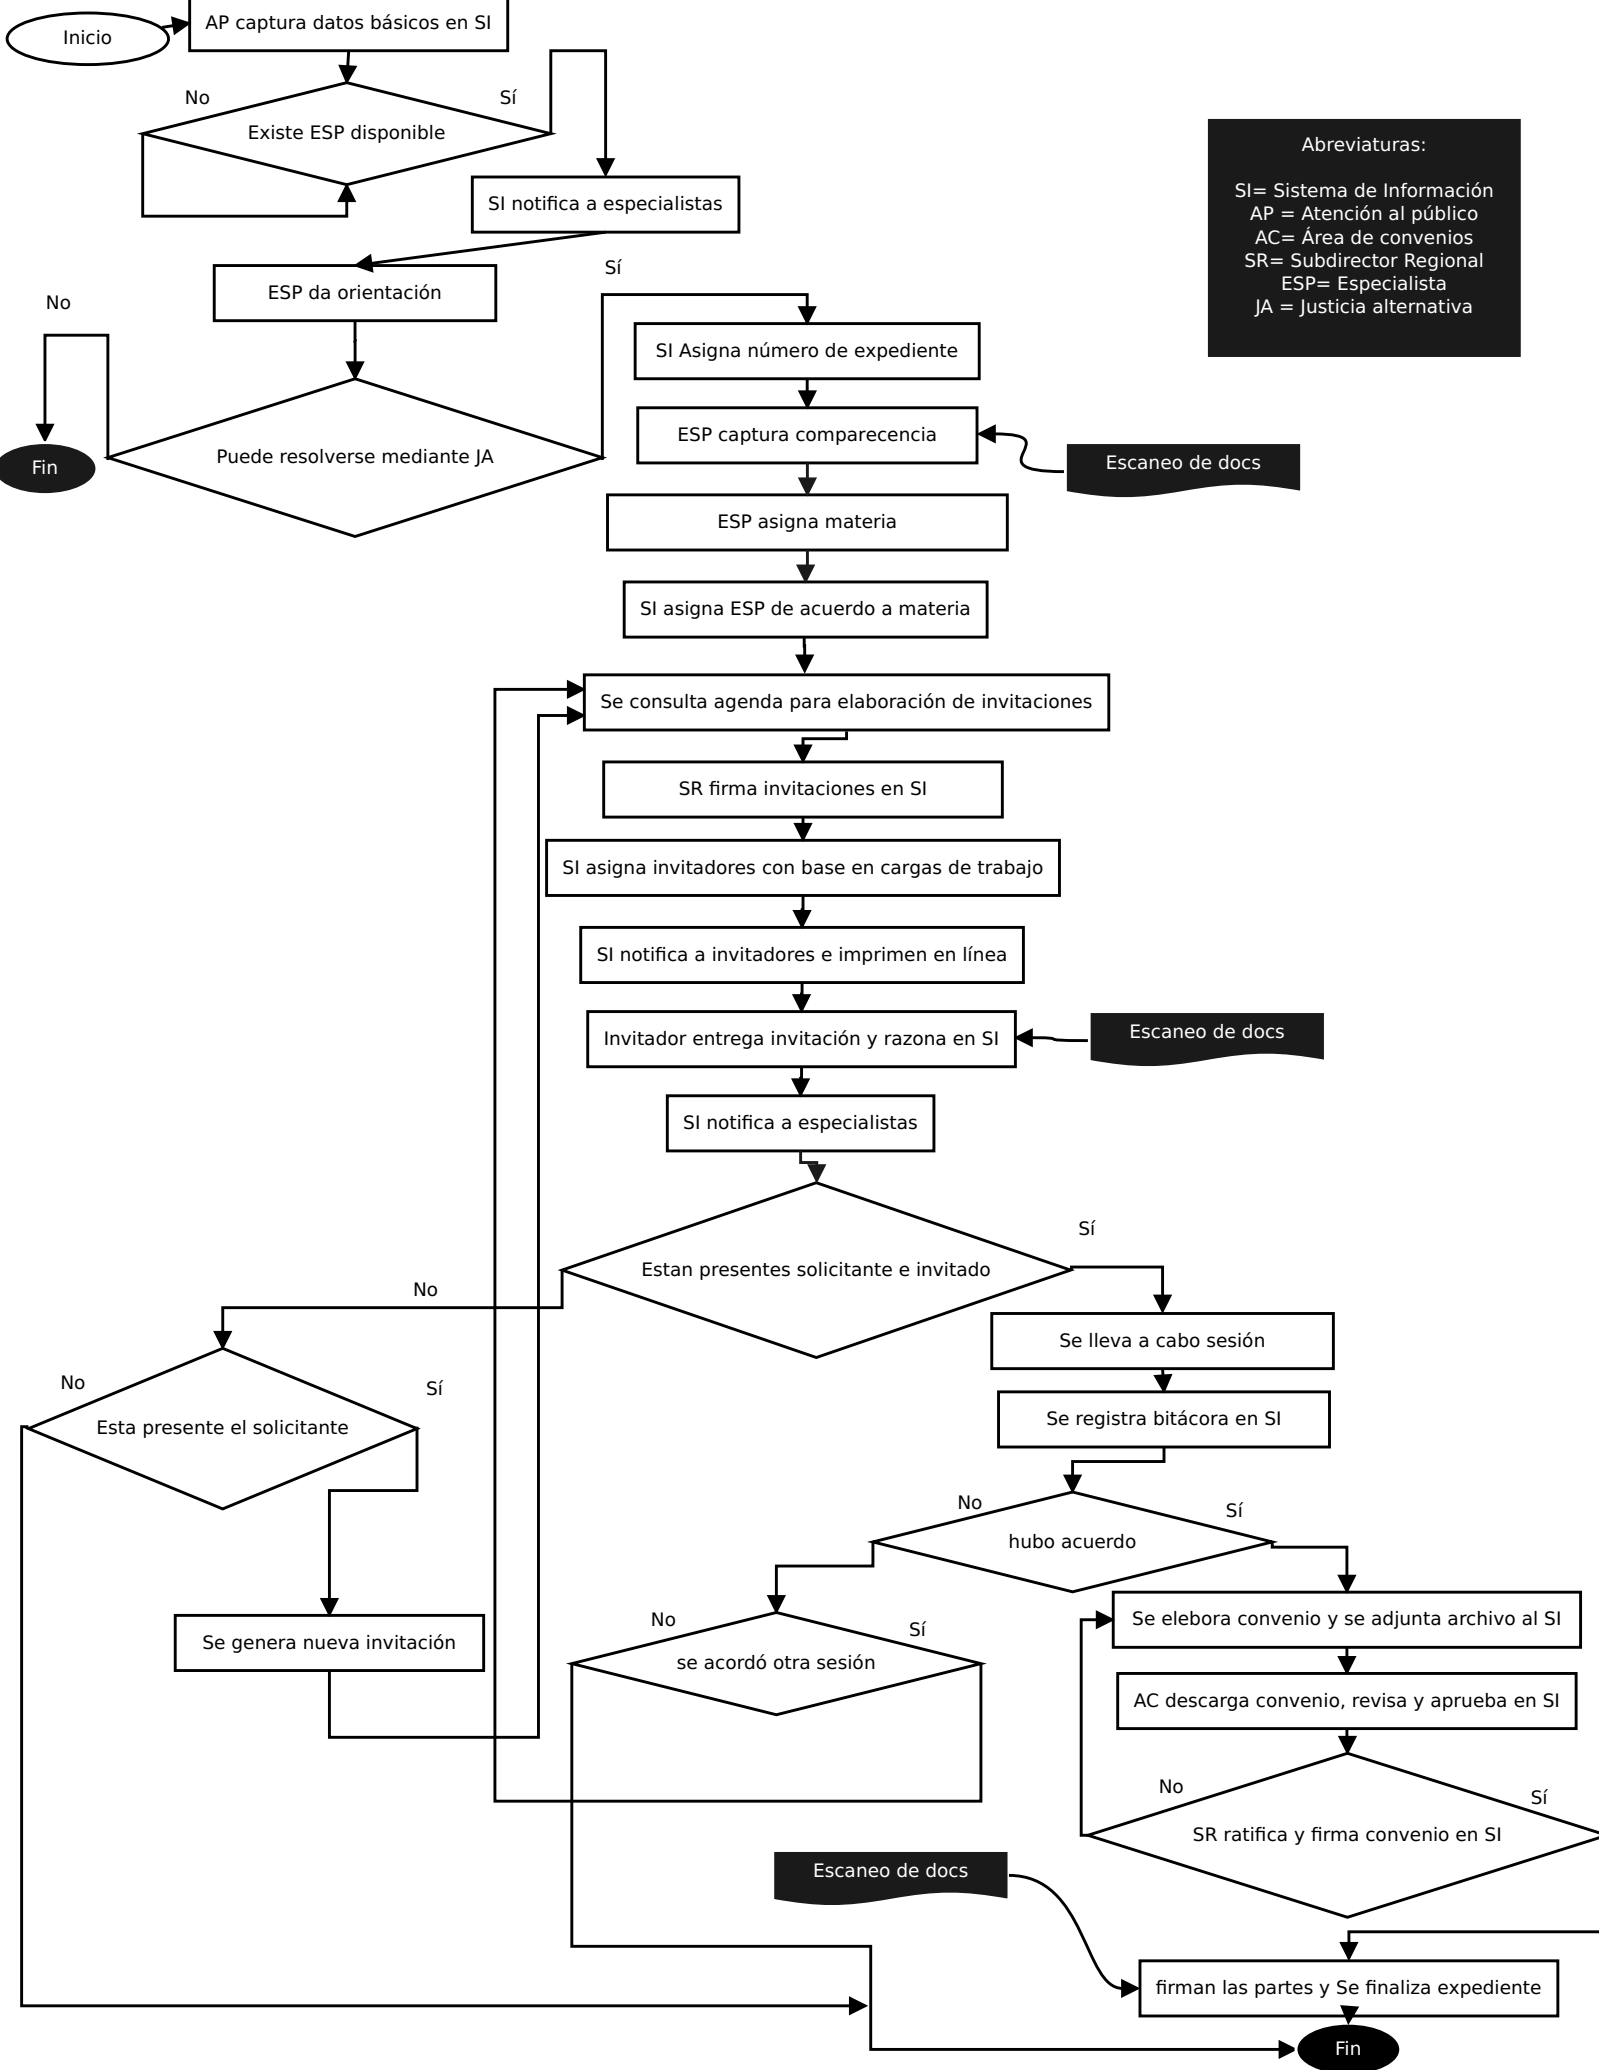 AP captura datos básicos en SI
Inicio
No
Sí
Existe ESP disponible
Abreviaturas:
SI= Sistema de Información
AP = Atención al público
AC= Área de convenios
SR= Subdirector Regional
ESP= Especialista
JA = Justicia alternativa
SI notifica a especialistas
Sí
ESP da orientación
No
SI Asigna número de expediente
ESP captura comparecencia
Puede resolverse mediante JA
Fin
Escaneo de docs
ESP asigna materia
SI asigna ESP de acuerdo a materia
Se consulta agenda para elaboración de invitaciones
SR firma invitaciones en SI
SI asigna invitadores con base en cargas de trabajo
SI notifica a invitadores e imprimen en línea
Invitador entrega invitación y razona en SI
Escaneo de docs
SI notifica a especialistas
Sí
Estan presentes solicitante e invitado
No
Se lleva a cabo sesión
No
Sí
Esta presente el solicitante
Se registra bitácora en SI
No
Sí
hubo acuerdo
Se elebora convenio y se adjunta archivo al SI
No
Sí
Se genera nueva invitación
se acordó otra sesión
AC descarga convenio, revisa y aprueba en SI
No
Sí
SR ratifica y firma convenio en SI
Escaneo de docs
firman las partes y Se finaliza expediente
Fin